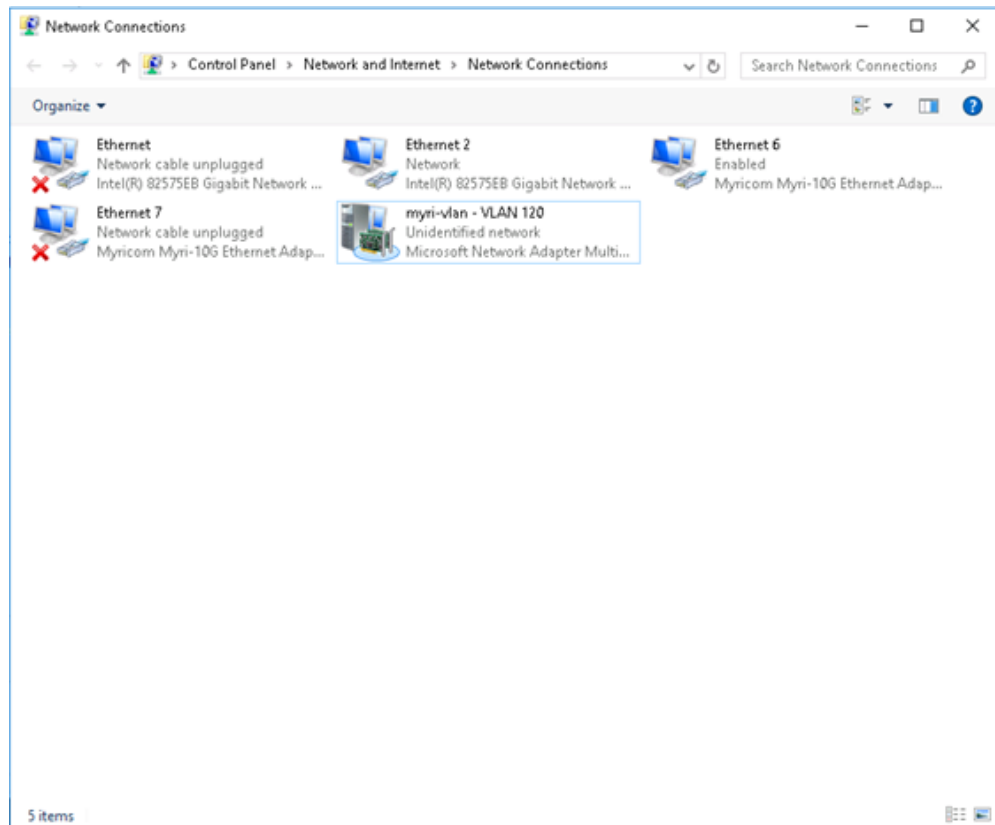 Network Connections
Control Panel > Network and Internet > Network Connections
Search Network Connections
Organize
Ethernet
Network cable unplugged
Intel(R) 82575EB Gigabit Network ...
Ethernet 2
Network
Intel(R) 82575EB Gigabit Network ...
Ethernet 6
Enabled
Myricom Myri-10G Ethernet Adap...
Ethernet 7
Network cable unplugged
Myricom Myri-10G Ethernet Adap...
myri-vlan - VLAN 120
Unidentified network
Microsoft Network Adapter Multi...
5 items